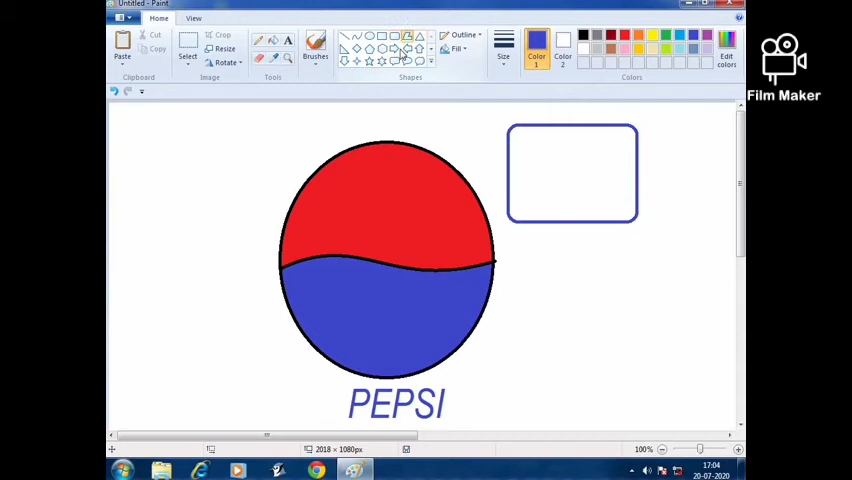 Untitled - Paint
Home View
Paste
Cut
Copy
Clipboard
Select
Crop
Resize
Rotate
Image
Tools
Brushes
Outline
Fill
Shapes
Size
Color 1
Color 2
Edit colors
Colors
Film Maker
PEPSI
2018 × 1080px
100%
17:04
20-07-2020